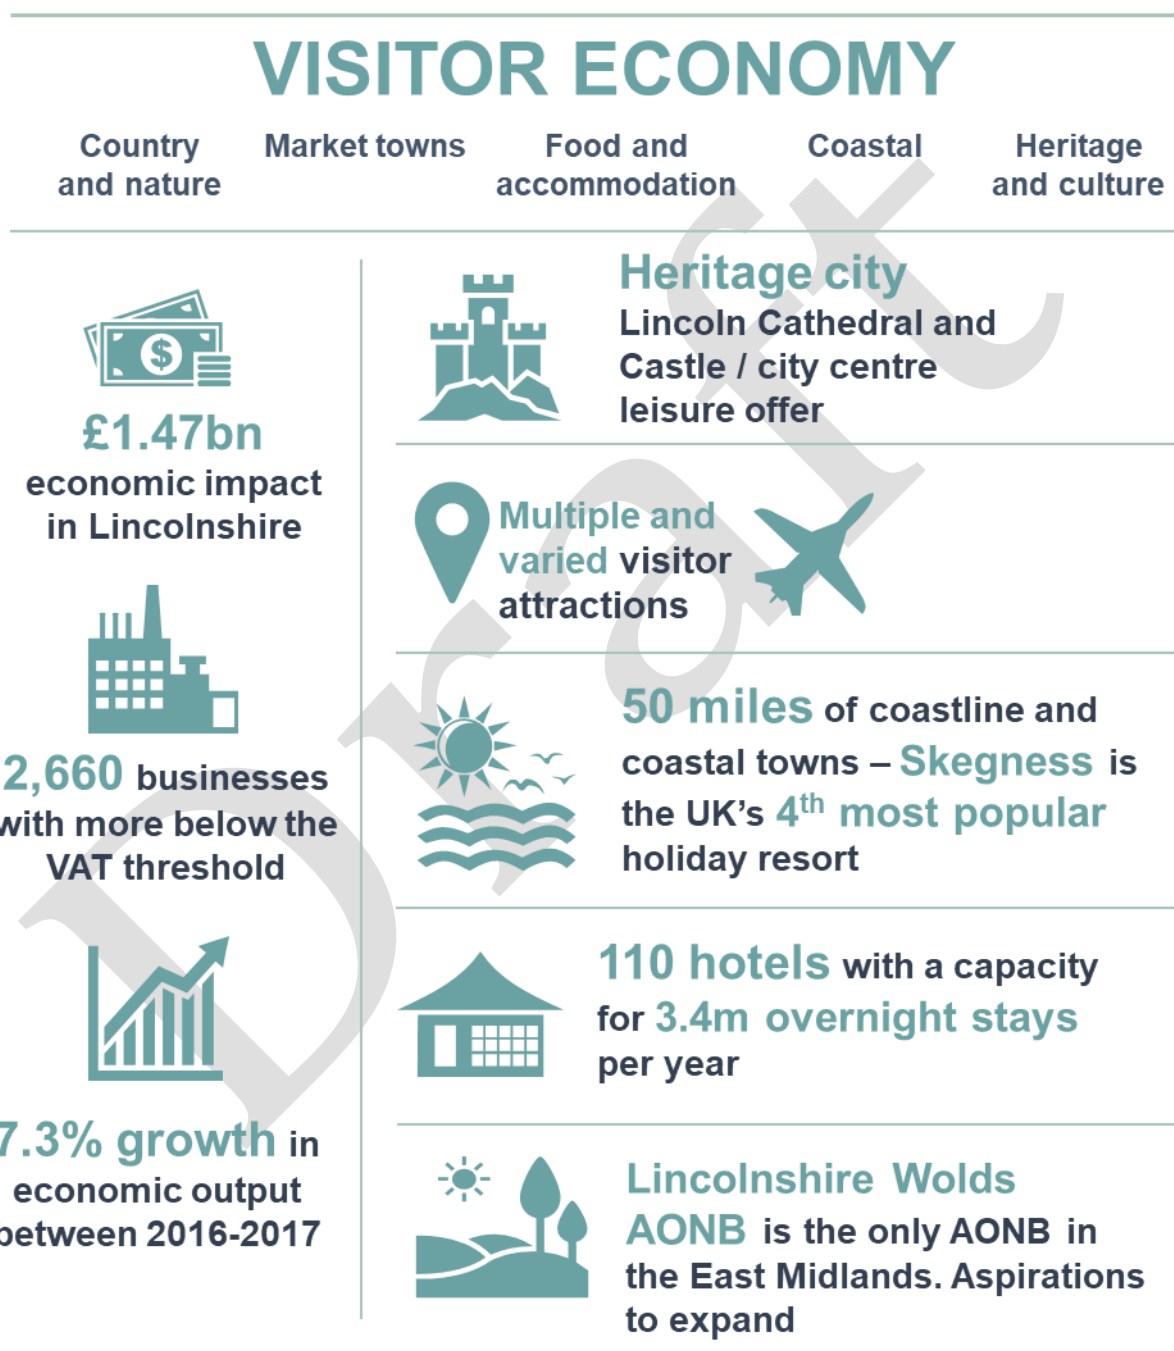 VISITOR ECONOMY
Country
and nature
Market towns
Food and
accommodation
Coastal
Heritage
and culture
£1.47bn
economic impact
in Lincolnshire
2,660 businesses
with more below the
VAT threshold
7.3% growth in
economic output
between 2016-2017
Heritage city
Lincoln Cathedral and
Castle / city centre
leisure offer
Multiple and
varied visitor
attractions
50 miles of coastline and
coastal towns – Skegness is
the UK's 4th most popular
holiday resort
110 hotels with a capacity
for 3.4m overnight stays
per year
Lincolnshire Wolds
AONB is the only AONB in
the East Midlands. Aspirations
to expand
Draft